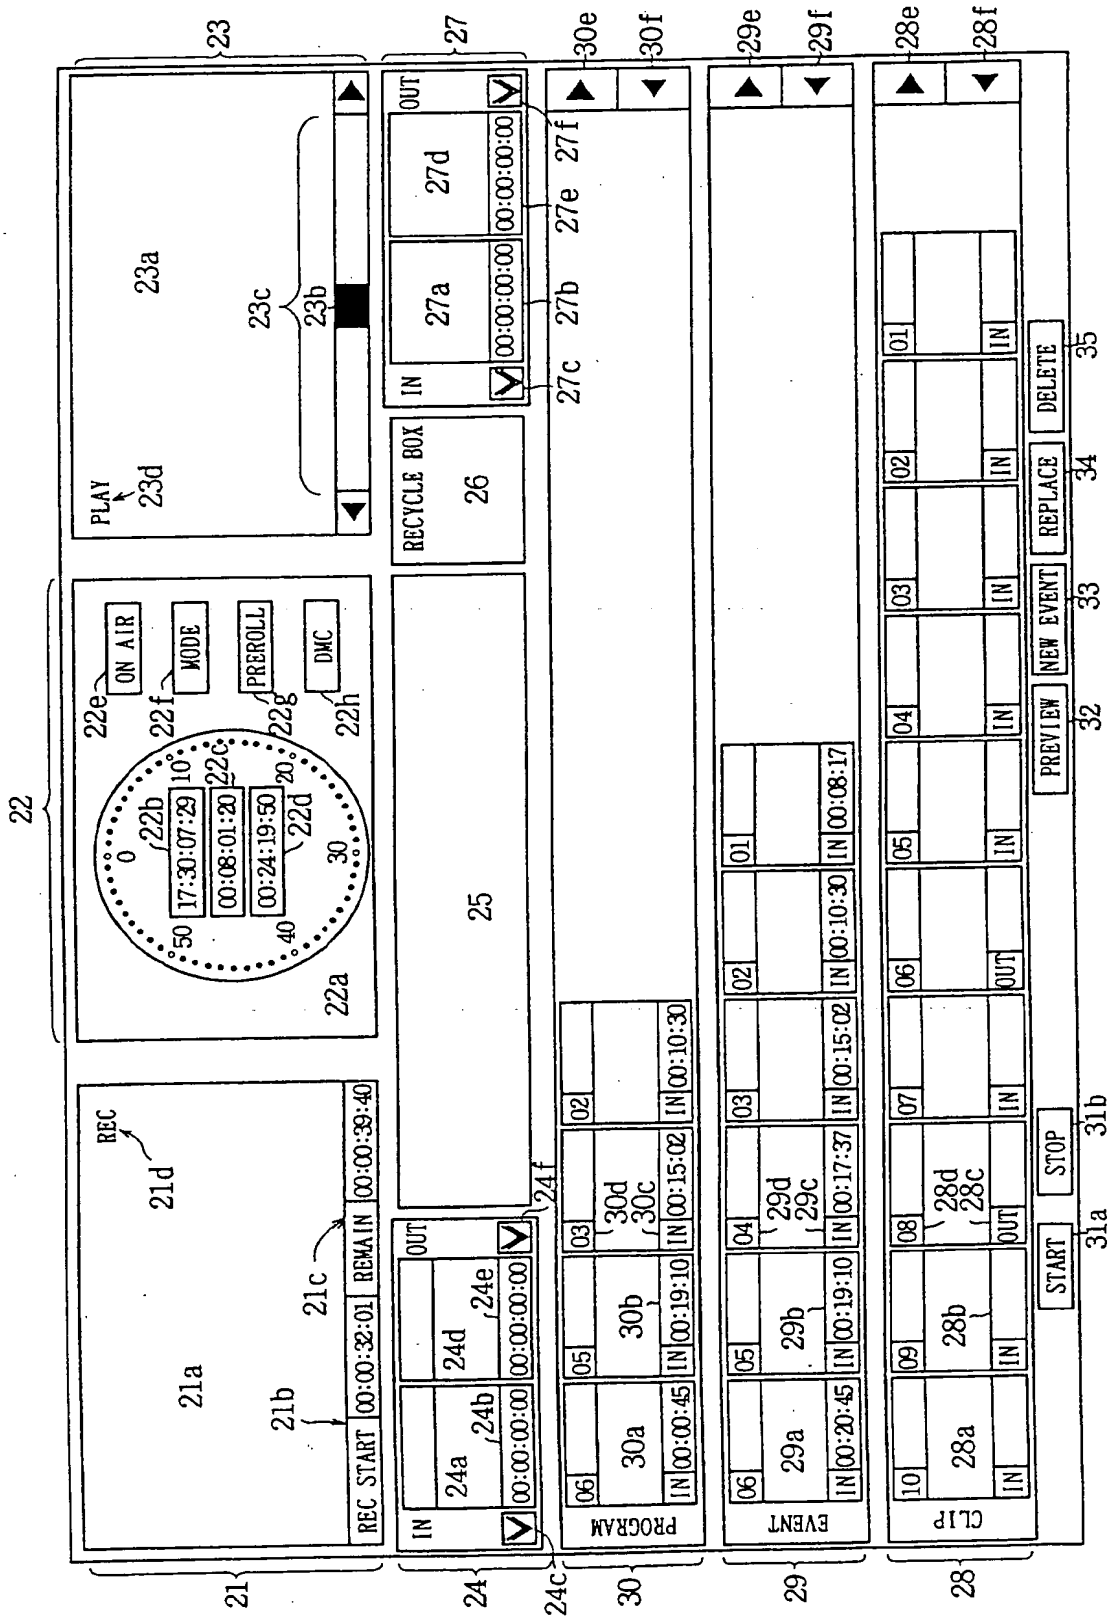 22
REC
21d
21a
21b
21c
REC START 00:00:32:01 REMAIN 00:00:39:40
21
22a
0
10
20
30
40
50
22b
17:30:07:29
22c
00:08:01:20
00:24:19:50
22d
22e
ON AIR
22f
MODE
22g
PREROLL
22h
DMC
PLAY
23d
23a
23c
23b
23
IN
24a
24b
00:00:00:00
24d
24e
00:00:00:00
OUT
24f
24c
24
25
RECYCLE BOX
26
IN
27a
00:00:00:00
27b
27c
27d
00:00:00:00
27e
OUT
27f
27
PROGRAM
06
30a
IN 00:00:45
05
30b
IN 00:19:10
03
30d
30c
IN 00:15:02
02
IN 00:10:30
30e
30f
30
EVENT
06
29a
IN 00:20:45
05
29b
IN 00:19:10
04
29d
29c
IN 00:17:37
03
IN 00:15:02
02
IN 00:10:30
01
IN 00:08:17
29e
29f
29
CLIP
10
28a
IN
09
28b
IN
08
28d
28c
OUT
07
IN
06
OUT
05
IN
04
IN
03
IN
02
IN
01
IN
28e
28f
28
START
31a
STOP
31b
PREVIEW
32
NEW EVENT
33
REPLACE
34
DELETE
35